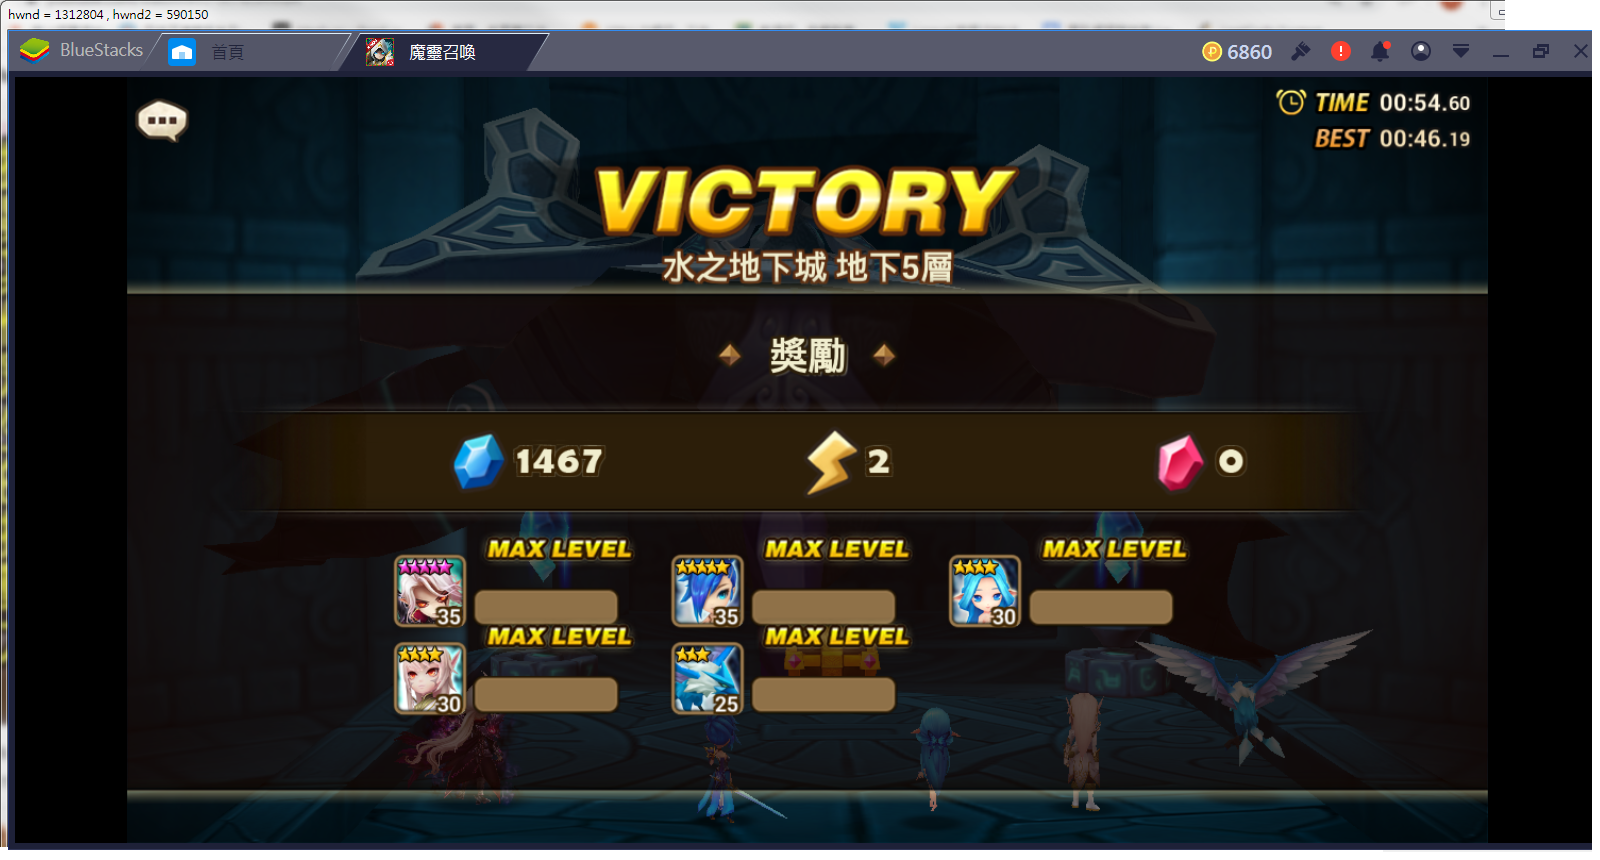 hwnd = 1312804 , hwnd2 = 590150
BlueStacks
首頁
魔靈召喚
6860
TIME 00:54.60
BEST 00:46.19
VICTORY
水之地下城 地下5層
獎勵
1467
2
0
MAX LEVEL
35
MAX LEVEL
35
MAX LEVEL
30
MAX LEVEL
30
MAX LEVEL
25